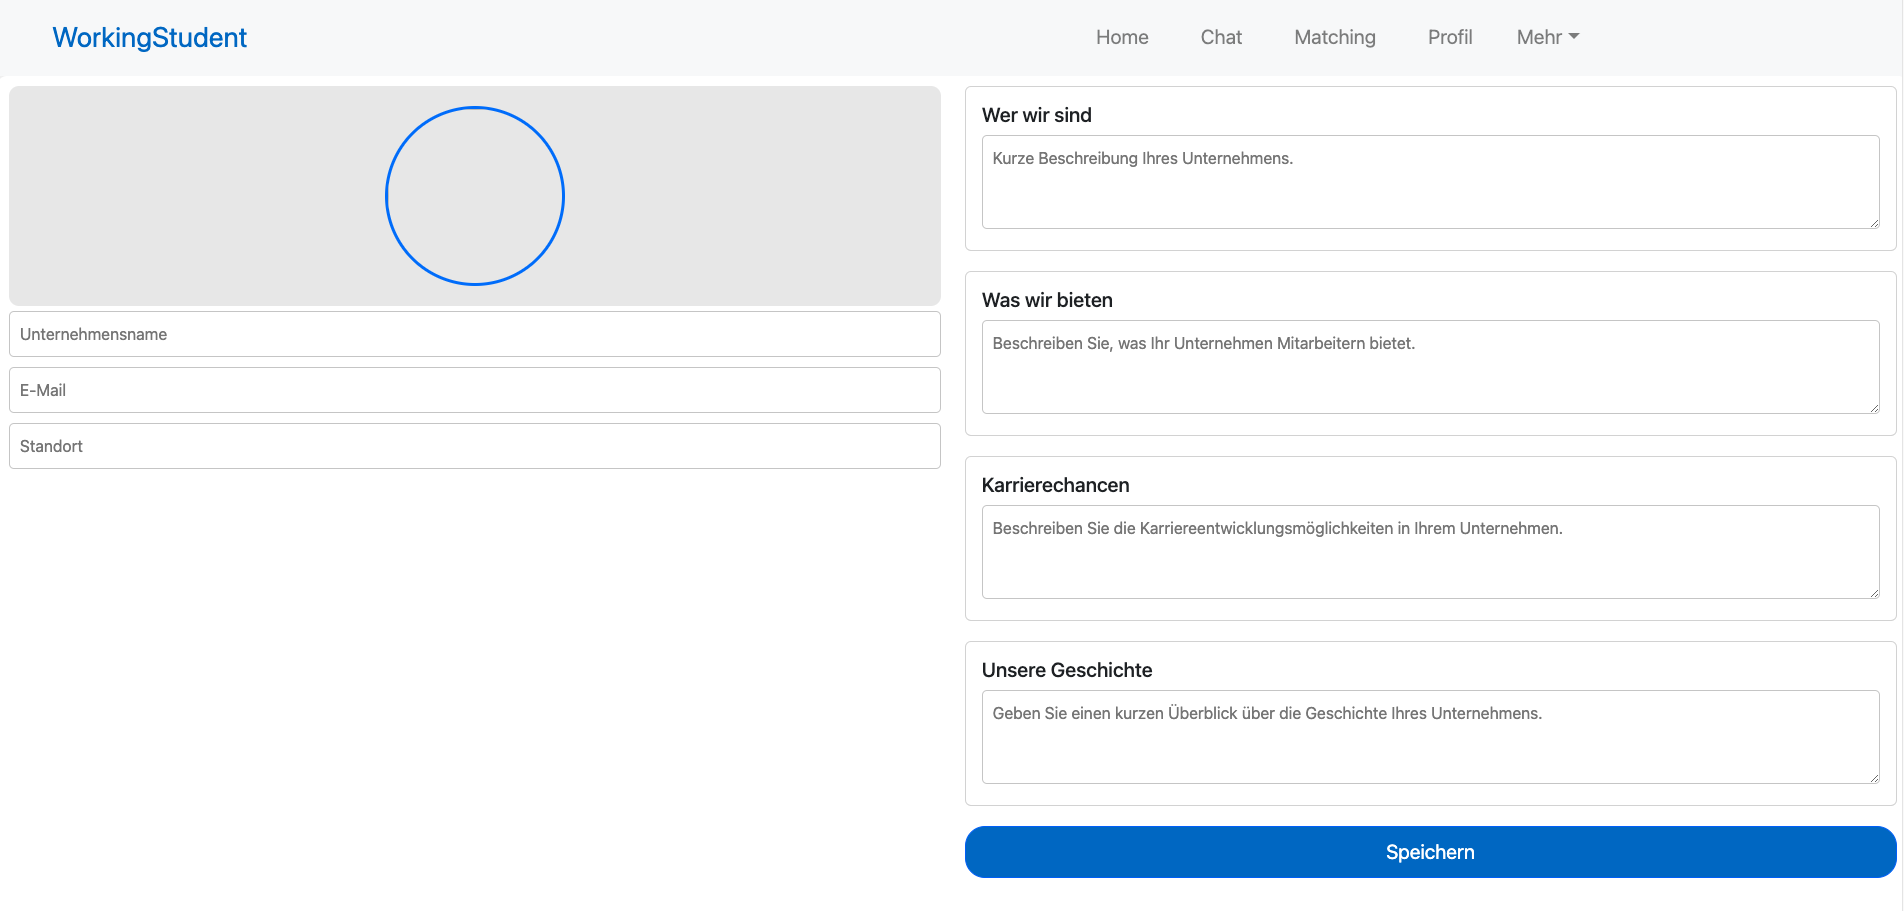 WorkingStudent
Home Chat Matching Profil Mehr
Unternehmensname
E-Mail
Standort
Wer wir sind
Kurze Beschreibung Ihres Unternehmens.
Was wir bieten
Beschreiben Sie, was Ihr Unternehmen Mitarbeitern bietet.
Karrierechancen
Beschreiben Sie die Karriereentwicklungsmöglichkeiten in Ihrem Unternehmen.
Unsere Geschichte
Geben Sie einen kurzen Überblick über die Geschichte Ihres Unternehmens.
Speichern